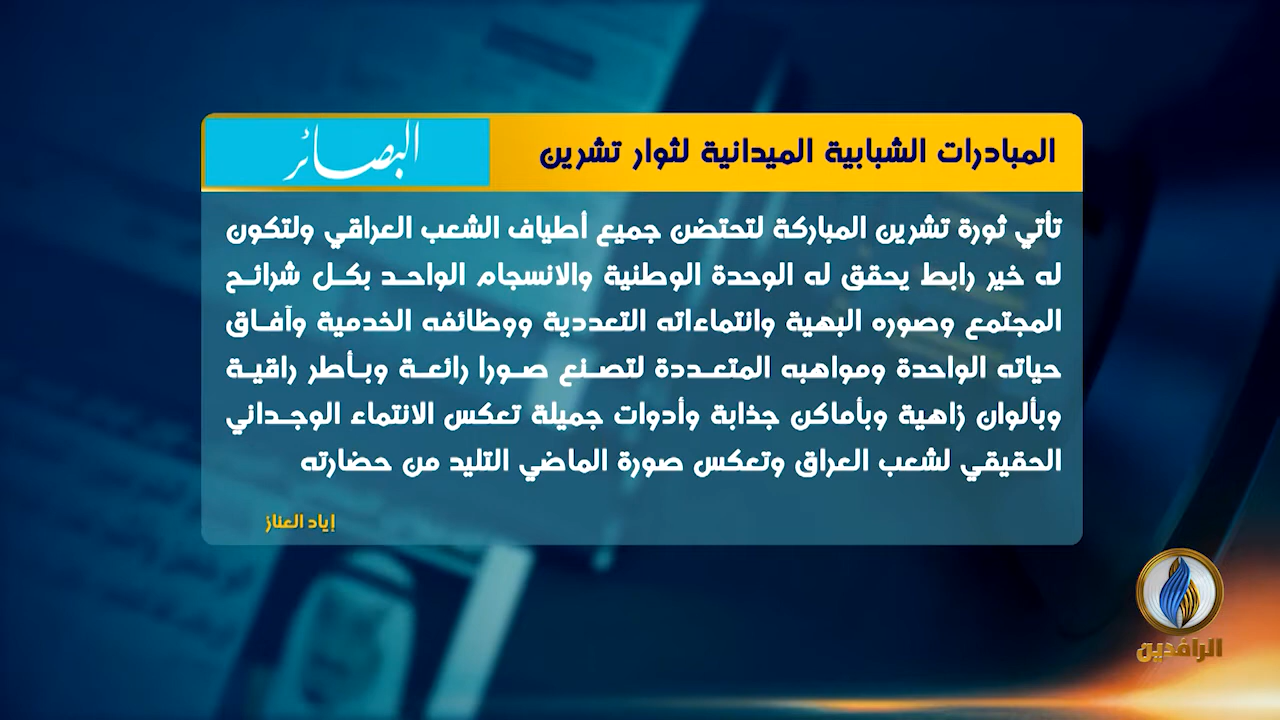 المبادرات الشبابية الميدانية لثوار تشرين
البصائر
تأتي ثورة تشرين المباركة لتحتضن جميع أطياف الشعب العراقي ولتكون
له خير رابط يحقق له الوحدة الوطنية والانسجام الواحد بكل شرائح
المجتمع وصوره البهية وانتماءاته التعددية ووظائفه الخدمية وآفاق
حياته الواحدة ومواهبه المتعددة لتصنع صورا رائعة وبأطر راقية
وبألوان زاهية وبأماكن جذابة وأدوات جميلة تعكس الانتماء الوجداني
الحقيقي لشعب العراق وتعكس صورة الماضي التليد من حضارته
إياد العناز
الرافدين